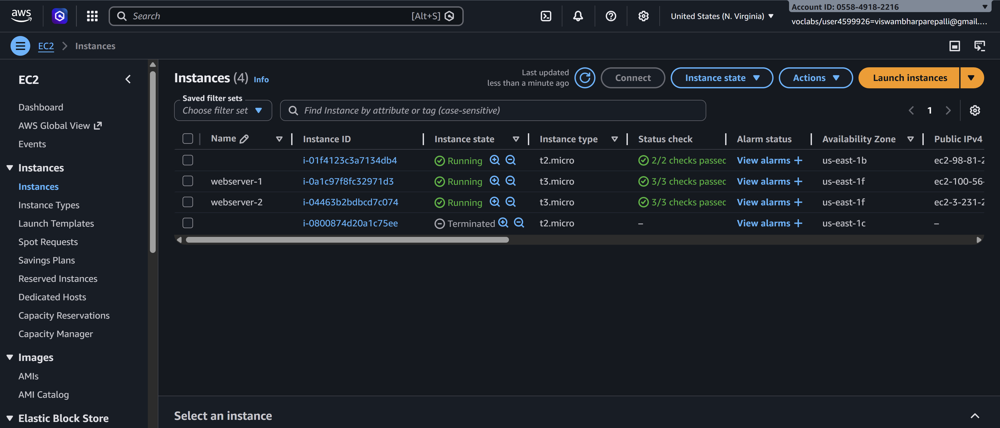 aws
Search [Alt+S]
United States (N. Virginia)
Account ID: 0558-4918-2216
voclabs/user4599926=viswambharparepalli@gmail....
EC2 Instances
EC2
Dashboard
AWS Global View
Events
Instances
Instances
Instance Types
Launch Templates
Spot Requests
Savings Plans
Reserved Instances
Dedicated Hosts
Capacity Reservations
Capacity Manager
Images
AMIs
AMI Catalog
Elastic Block Store
Instances (4) Info
Last updated
less than a minute ago
Connect Instance state Actions Launch instances
Saved filter sets
Choose filter set
Find Instance by attribute or tag (case-sensitive)
1
Name Instance ID Instance state Instance type Status check Alarm status Availability Zone Public IPv4
i-01f4123c3a7134db4 Running t2.micro 2/2 checks passec View alarms + us-east-1b ec2-98-81-2
webserver-1 i-0a1c97f8fc32971d3 Running t3.micro 3/3 checks passec View alarms + us-east-1f ec2-100-56-
webserver-2 i-04463b2bdbcd7c074 Running t3.micro 3/3 checks passec View alarms + us-east-1f ec2-3-231-2
i-0800874d20a1c75ee Terminated t2.micro – View alarms + us-east-1c –
Select an instance